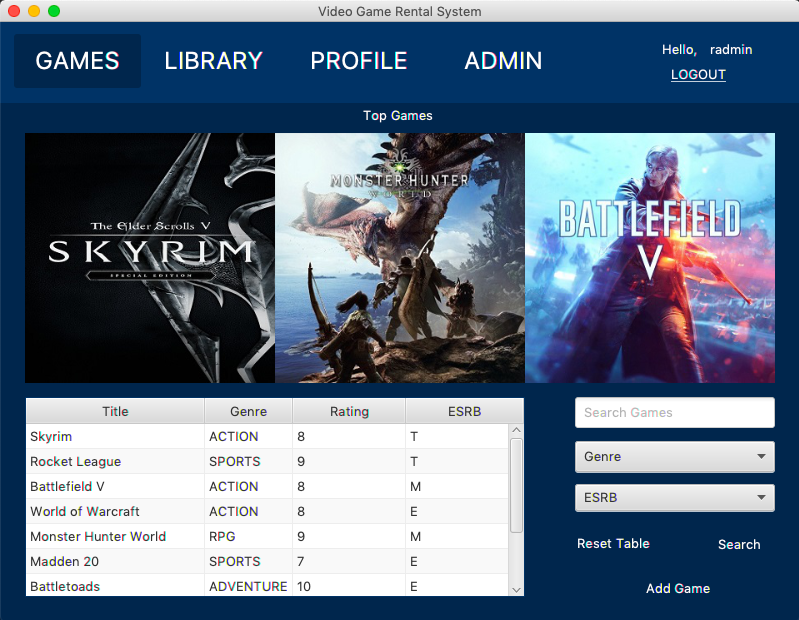 Video Game Rental System
GAMES LIBRARY PROFILE ADMIN
Hello, radmin
LOGOUT
Top Games
The Elder Scrolls V
SKYRIM
SPECIAL EDITION
MONSTER HUNTER
WORLD
BATTLEFIELD
V
Title Genre Rating ESRB
Skyrim ACTION 8 T
Rocket League SPORTS 9 T
Battlefield V ACTION 8 M
World of Warcraft ACTION 8 E
Monster Hunter World RPG 9 M
Madden 20 SPORTS 7 E
Battletoads ADVENTURE 10 E
Search Games
Genre
ESRB
Reset Table Search
Add Game